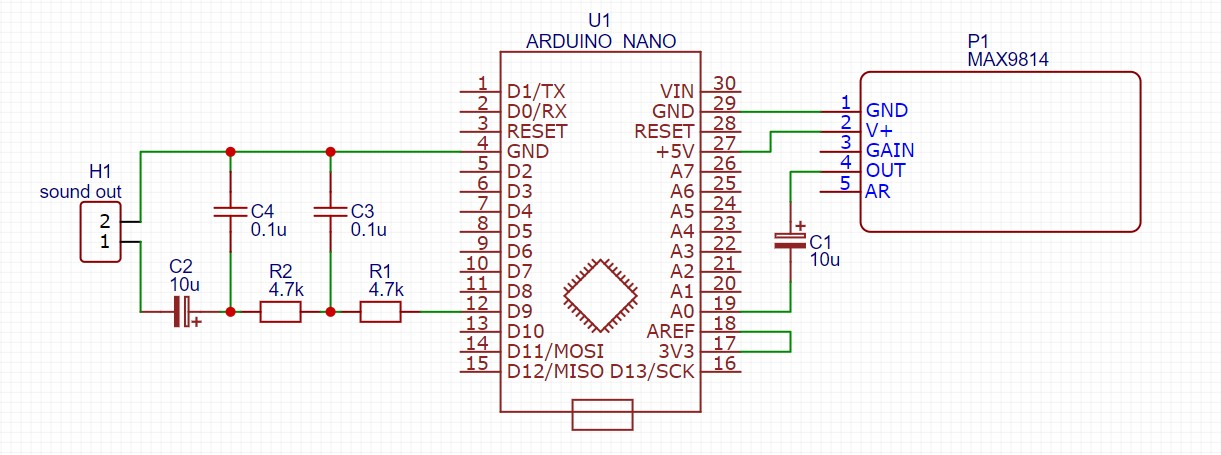 U1
ARDUINO NANO
1 D1/TX
2 D0/RX
3 RESET
4 GND
5 D2
6 D3
7 D4
8 D5
9 D6
10 D7
11 D8
12 D9
13 D10
14 D11/MOSI
15 D12/MISO
VIN 30
GND 29
RESET 28
+5V 27
A7 26
A6 25
A5 24
A4 23
A3 22
A2 21
A1 20
A0 19
AREF 18
3V3 17
D13/SCK 16
P1
MAX9814
1 GND
2 V+
3 GAIN
4 OUT
5 AR
H1
sound out
2
1
C4
0.1u
C3
0.1u
C2
10u
+
R2
4.7k
R1
4.7k
+
C1
10u